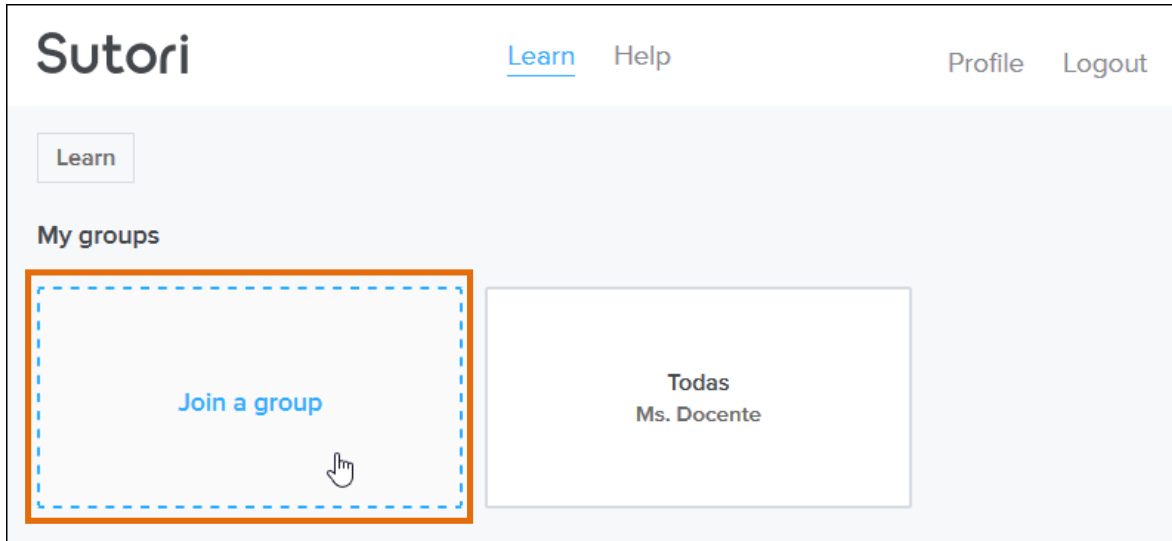 Sutori
Learn Help
Profile Logout
Learn
My groups
Join a group
Todas
Ms. Docente